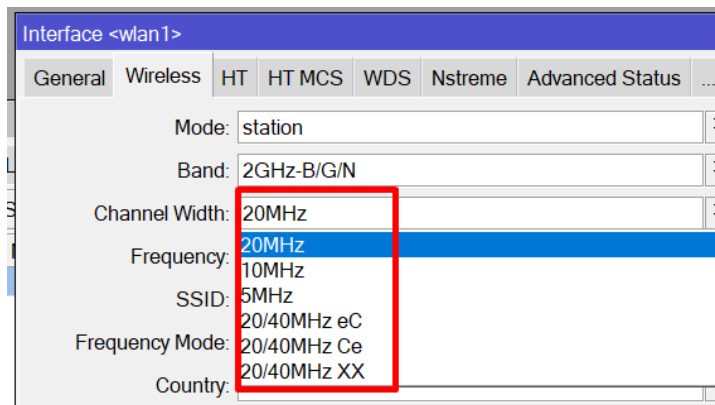 Interface <wlan1>
General Wireless HT HT MCS WDS Nstreme Advanced Status ...
Mode: station
Band: 2GHz-B/G/N
Channel Width: 20MHz
20MHz
Frequency:
10MHz
SSID: 5MHz
20/40MHz eC
Frequency Mode: 20/40MHz Ce
20/40MHz XX
Country: